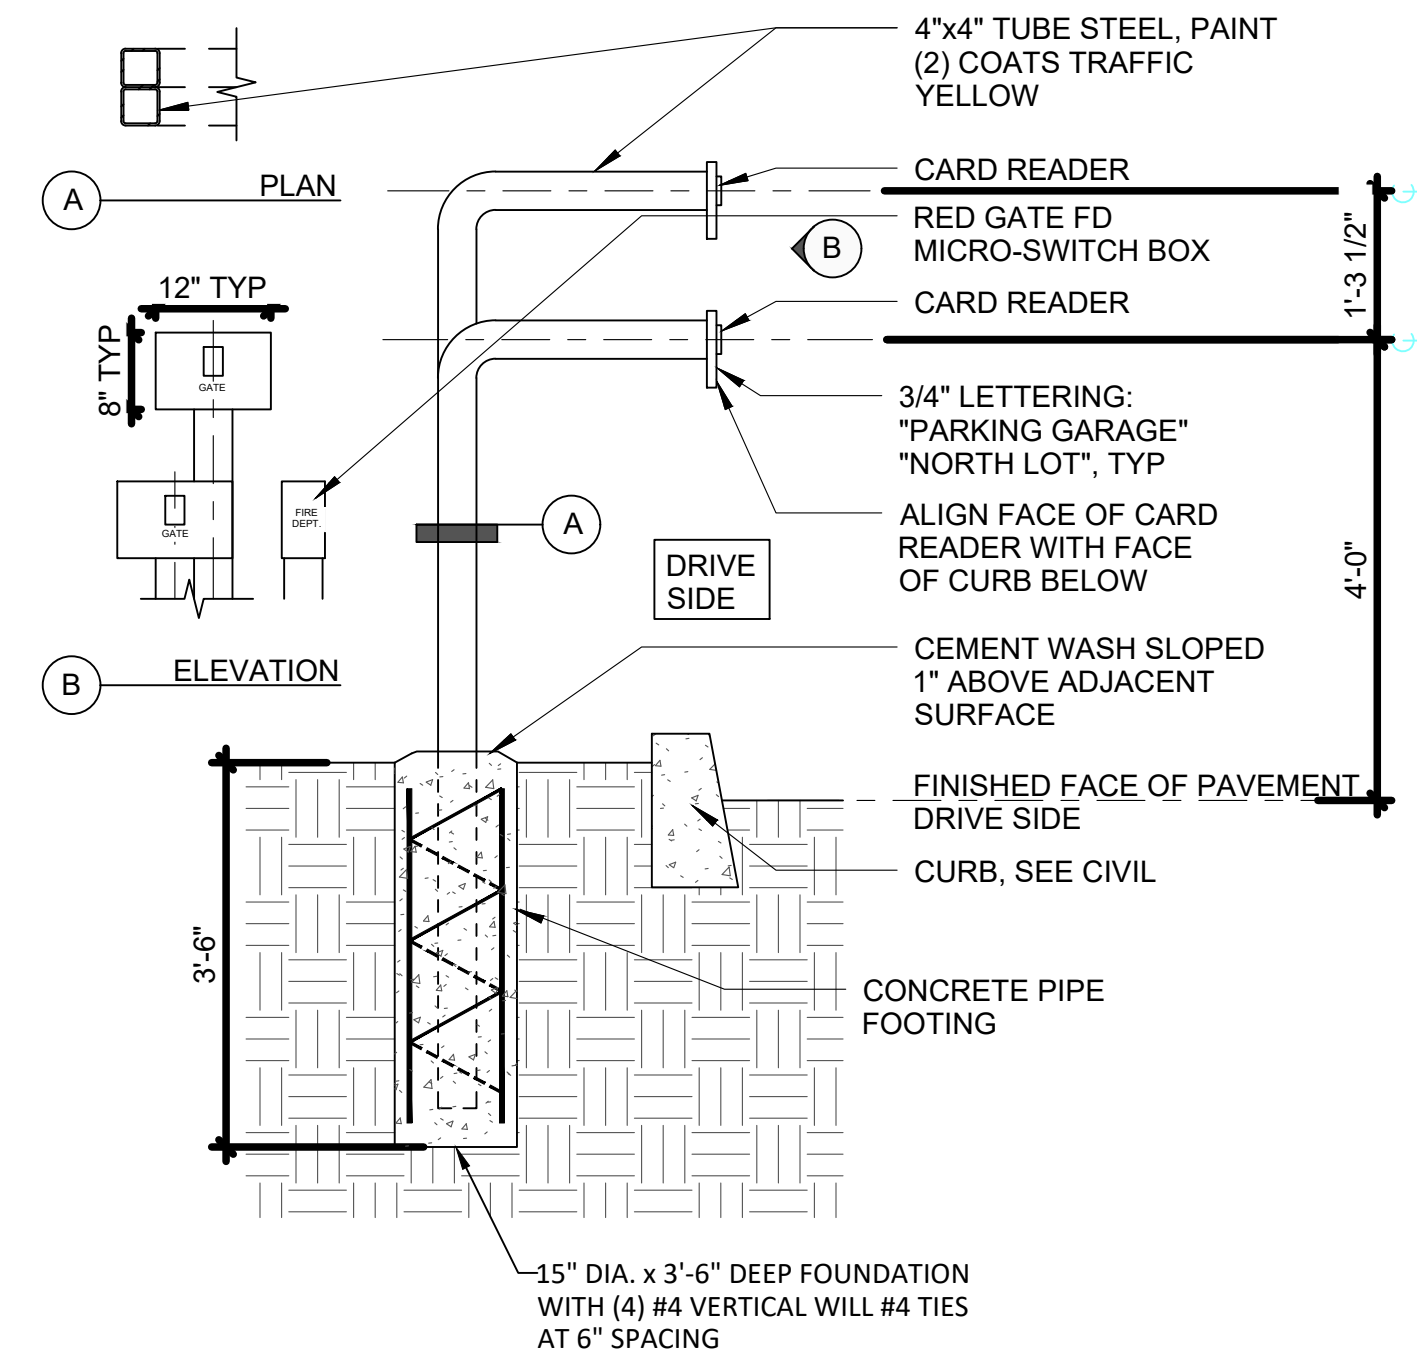 4"x4" TUBE STEEL, PAINT
(2) COATS TRAFFIC
YELLOW
A
PLAN
CARD READER
RED GATE FD
MICRO-SWITCH BOX
B
CARD READER
1'-3 1/2"
12" TYP
8" TYP
GATE
GATE
FIRE
DEPT.
3/4" LETTERING:
"PARKING GARAGE"
"NORTH LOT", TYP
A
ALIGN FACE OF CARD
READER WITH FACE
OF CURB BELOW
DRIVE
SIDE
4'-0"
B
ELEVATION
CEMENT WASH SLOPED
1" ABOVE ADJACENT
SURFACE
FINISHED FACE OF PAVEMENT
DRIVE SIDE
CURB, SEE CIVIL
3'-6"
CONCRETE PIPE
FOOTING
15" DIA. x 3'-6" DEEP FOUNDATION
WITH (4) #4 VERTICAL WILL #4 TIES
AT 6" SPACING